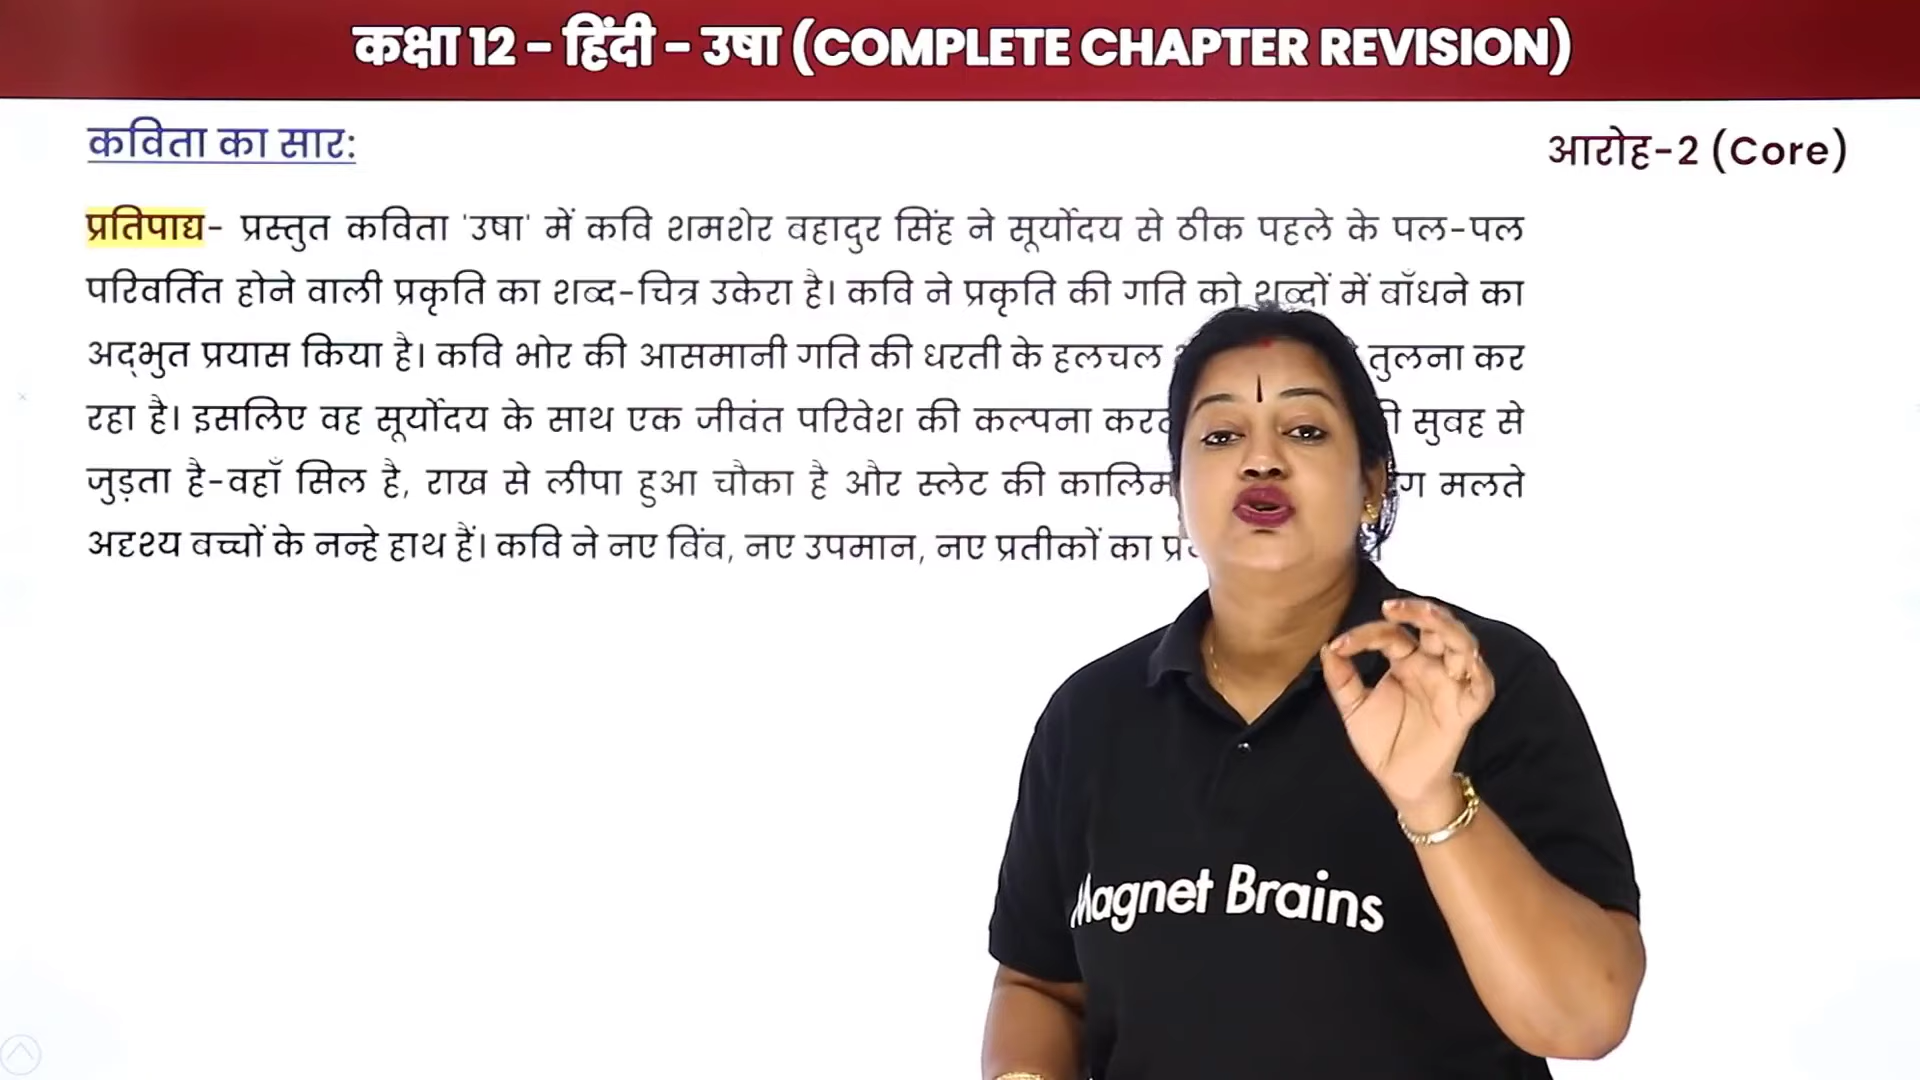 कक्षा 12 - हिंदी - उषा (COMPLETE CHAPTER REVISION)
कविता का सार:
आरोह-2 (Core)
प्रतिपाद्य- प्रस्तुत कविता 'उषा' में कवि शमशेर बहादुर सिंह ने सूर्योदय से ठीक पहले के पल-पल
परिवर्तित होने वाली प्रकृति का शब्द-चित्र उकेरा है। कवि ने प्रकृति की गति को शब्दों में बाँधने का
अद्भुत प्रयास किया है। कवि भोर की आसमानी गति की धरती के हलचल तुलना कर
रहा है। इसलिए वह सूर्योदय के साथ एक जीवंत परिवेश की कल्पना सुबह से
जुड़ता है-वहाँ सिल है, राख से लीपा हुआ चौका है और स्लेट की मलते
अदृश्य बच्चों के नन्हे हाथ हैं। कवि ने नए बिंब, नए उपमान, नए प्रतीकों का
Magnet Brains